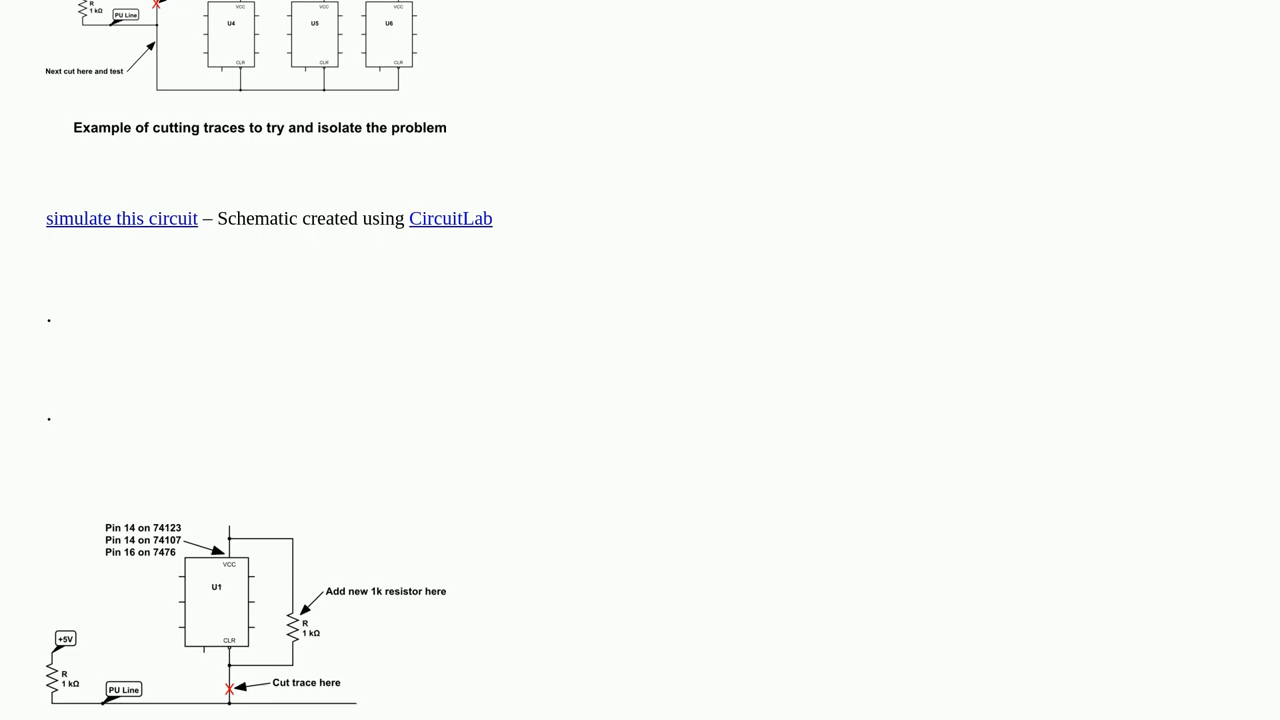 R
1 kΩ
PU Line
VCC
U4
CLR
VCC
U5
CLR
VCC
U6
CLR
Next cut here and test
Example of cutting traces to try and isolate the problem
simulate this circuit – Schematic created using CircuitLab
.
.
Pin 14 on 74123
Pin 14 on 74107
Pin 16 on 7476
VCC
U1
CLR
Add new 1k resistor here
R
1 kΩ
+5V
R
1 kΩ
PU Line
Cut trace here